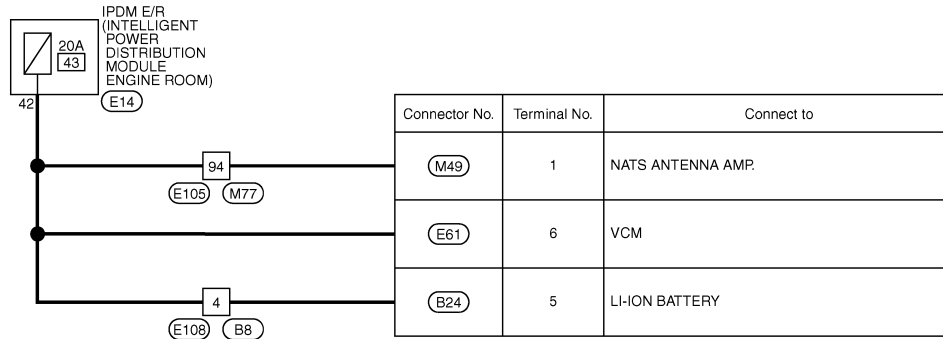 IPDM E/R
(INTELLIGENT
POWER
DISTRIBUTION
MODULE
ENGINE ROOM)
20A
43
42
E14
Connector No. Terminal No. Connect to
94
E105 M77
M49 1 NATS ANTENNA AMP.
E61 6 VCM
4
E108 B8
B24 5 LI-ION BATTERY